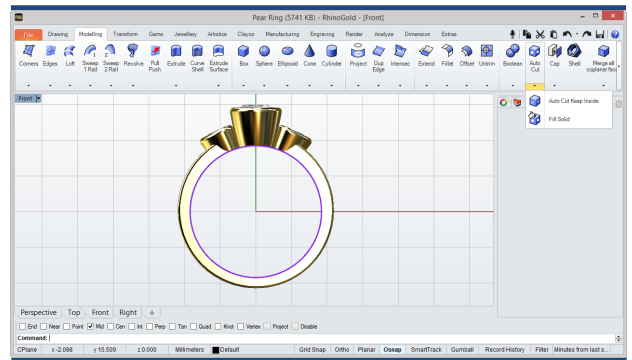 Pear Ring (5741 KB) - RhinoGold - [Front]
File Drawing Modelling Transform Gems Jewellery Artistics Clayoo Manufacturing Engraving Render Analyze Dimension Extras
Corners Edges Loft Sweep 1 Rail Sweep 2 Rail Revolve Pull Push Extrude Curve Shell Extrude Surface Box Sphere Ellipsoid Cone Cylinder Project Dup Edge Intersec Extend Fillet Offset Untrim Boolean Auto Cut Cap Shell Merge all coplanar fac
Front
Auto Cut Keep Inside
Fill Solid
Perspective Top Front Right
End Near Point Mid Cen Int Perp Tan Quad Knot Vertex Project Disable
Command:
CPlane x -2.098 y 15.509 z 0.000 Millimeters Default Grid Snap Ortho Planar Osnap SmartTrack Gumball Record History Filter Minutes from last s...